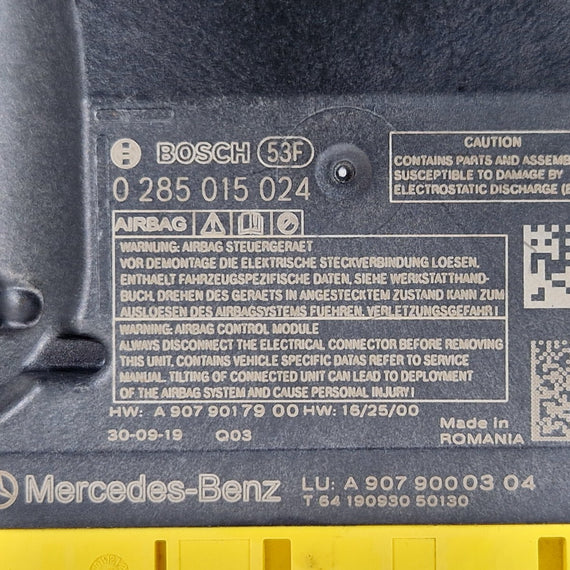 BOSCH 53F
0 285 015 024
CAUTION
CONTAINS PARTS AND ASSEMB
SUSCEPTIBLE TO DAMAGE BY
ELECTROSTATIC DISCHARGE (E
AIRBAG
WARNUNG: AIRBAG STEUERGERAET
VOR DEMONTAGE DIE ELEKTRISCHE STECKVERBINDUNG LOESEN.
ENTHAELT FAHRZEUGSPEZIFISCHE DATEN, SIEHE WERKSTATTHAND-
BUCH. DREHEN DES GERAETS IN ANGESTECKTEM ZUSTAND KANN ZUM
AUSLOESEN DES AIRBAGSYSTEMS FUEHREN. VERLETZUNGSGEFAHR!
WARNING: AIRBAG CONTROL MODULE
ALWAYS DISCONNECT THE ELECTRICAL CONNECTOR BEFORE REMOVING
THIS UNIT. CONTAINS VEHICLE SPECIFIC DATAS REFER TO SERVICE
MANUAL. TILTING OF CONNECTED UNIT CAN LEAD TO DEPLOYMENT
OF THE AIRBAG SYSTEM AND CAUSE PERSONAL INJURY!
HW: A 907 901 79 00 HW: 16/25/00
30-09-19 Q03
Made in
ROMANIA
Mercedes-Benz
LU: A 907 900 03 04
T 64 190930 50130